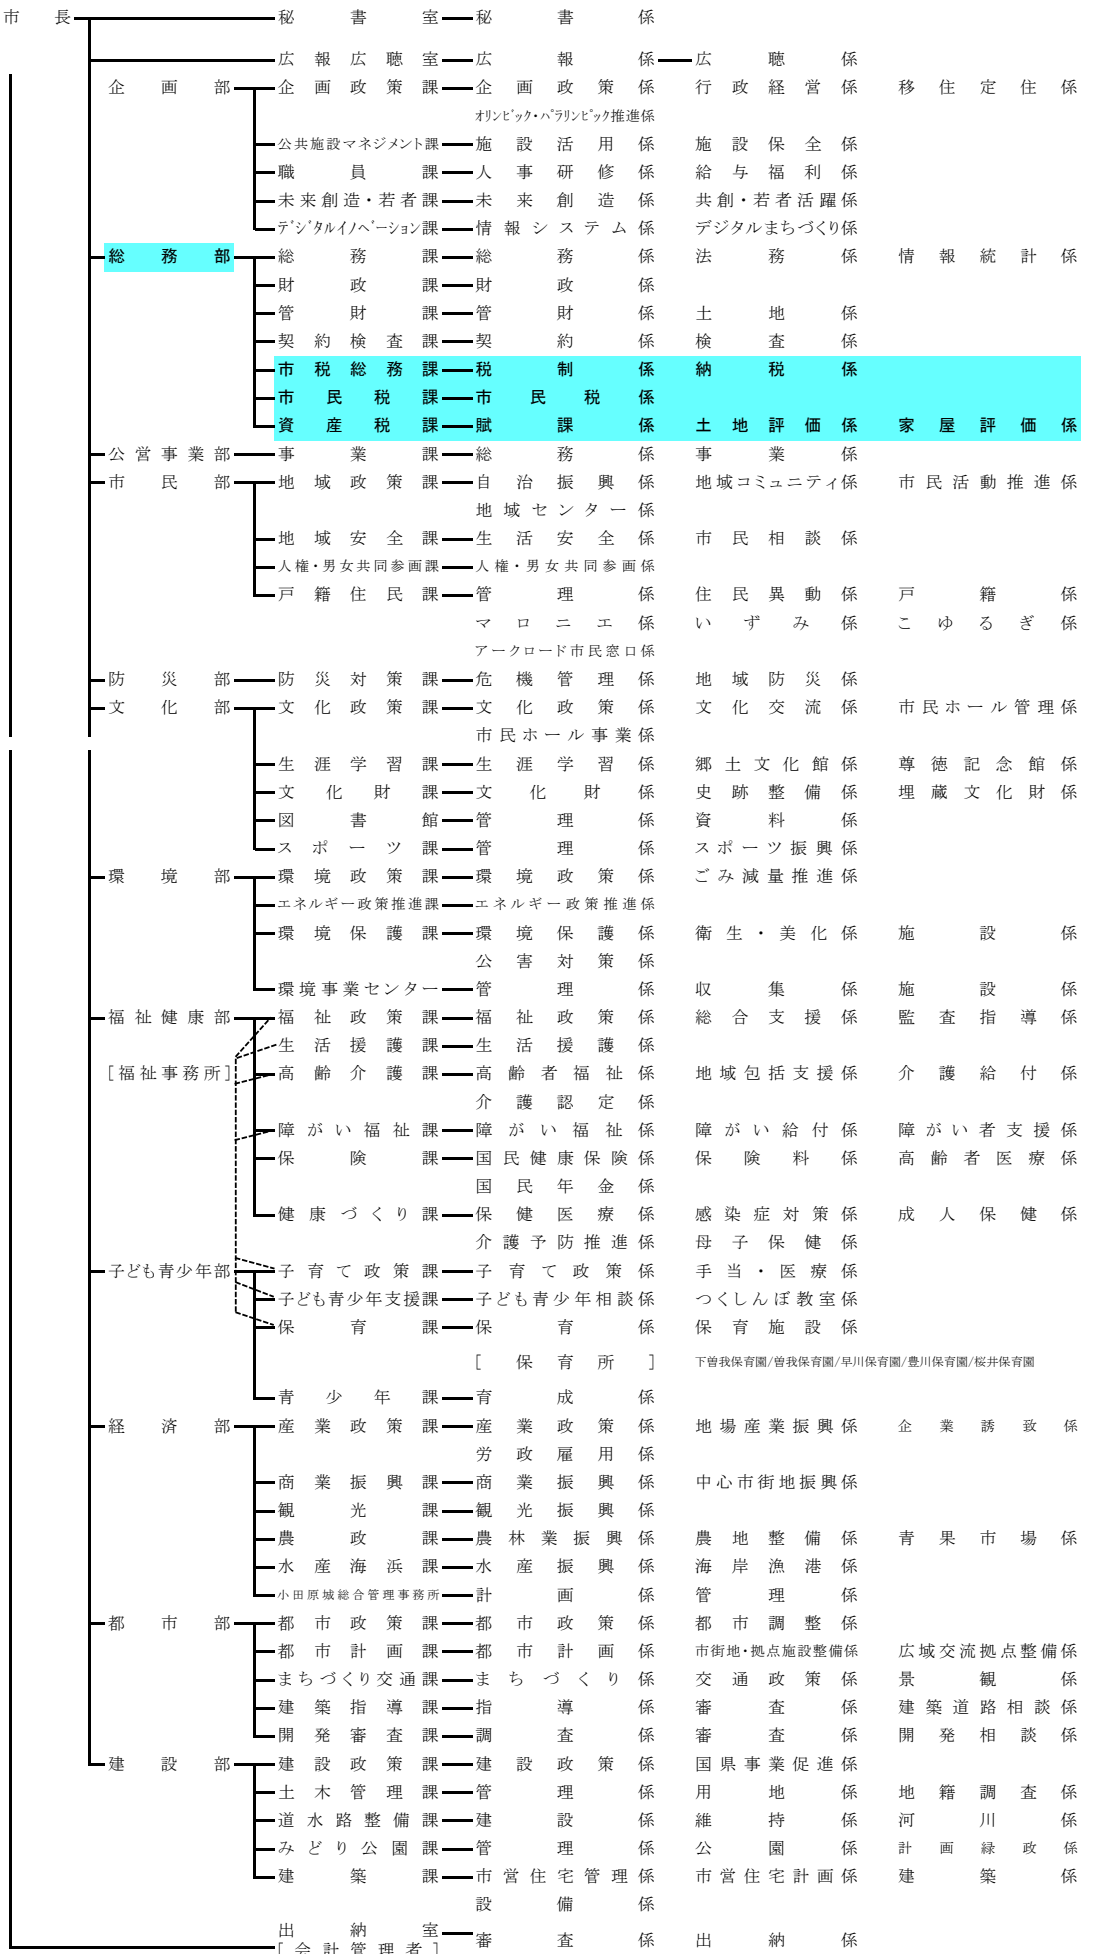 市長 秘書室 秘書係
広報広聴室 広報係 広聴係
企画部 企画政策課 企画政策係 行政経営係 移住定住係
オリンピック・パラリンピック推進係
公共施設マネジメント課 施設活用係 施設保全係
職員課 人事研修係 給与福利係
未来創造・若者課 未来創造係 共創・若者活躍係
デジタルイノベーション課 情報システム係 デジタルまちづくり係
総務部 総務課 総務係 法務係 情報統計係
財政課 財政係
管財課 管財係 土地係
契約検査課 契約係 検査係
市税総務課 税制係 納税係
市民税課 市民税係
資産税課 賦課係 土地評価係 家屋評価係
公営事業部 事業課 総務係 事業係
市民部 地域政策課 自治振興係 地域コミュニティ係 市民活動推進係
地域センター係
地域安全課 生活安全係 市民相談係
人権・男女共同参画課 人権・男女共同参画係
戸籍住民課 管理係 住民異動係 戸籍係
マロニエ係 いずみ係 こゆるぎ係
アークロード市民窓口係
防災部 防災対策課 危機管理係 地域防災係
文化部 文化政策課 文化政策係 文化交流係 市民ホール管理係
市民ホール事業係
生涯学習課 生涯学習係 郷土文化館係 尊徳記念館係
文化財課 文化財係 史跡整備係 埋蔵文化財係
図書館 管理係 資料係
スポーツ課 管理係 スポーツ振興係
環境部 環境政策課 環境政策係 ごみ減量推進係
エネルギー政策推進課 エネルギー政策推進係
環境保護課 環境保護係 衛生・美化係 施設係
公害対策係
環境事業センター 管理係 収集係 施設係
福祉健康部 福祉政策課 福祉政策係 総合支援係 監査指導係
生活援護課 生活援護係
[福祉事務所] 高齢介護課 高齢者福祉係 地域包括支援係 介護給付係
介護認定係
障がい福祉課 障がい福祉係 障がい給付係 障がい者支援係
保険課 国民健康保険係 保険料係 高齢者医療係
国民年金係
健康づくり課 保健医療係 感染症対策係 成人保健係
介護予防推進係 母子保健係
子ども青少年部 子育て政策課 子育て政策係 手当・医療係
子ども青少年支援課 子ども青少年相談係 つくしんぼ教室係
保育課 保育係 保育施設係
[保育所] 下曽我保育園/曽我保育園/早川保育園/豊川保育園/桜井保育園
青少年課 育成係
経済部 産業政策課 産業政策係 地場産業振興係 企業誘致係
労政雇用係
商業振興課 商業振興係 中心市街地振興係
観光課 観光振興係
農政課 農林業振興係 農地整備係 青果市場係
水産海浜課 水産振興係 海岸漁港係
小田原城総合管理事務所 計画係 管理係
都市部 都市政策課 都市政策係 都市調整係
都市計画課 都市計画係 市街地・拠点施設整備係 広域交流拠点整備係
まちづくり交通課 まちづくり係 交通政策係 景観係
建築指導課 指導係 審査係 建築道路相談係
開発審査課 調査係 審査係 開発相談係
建設部 建設政策課 建設政策係 国県事業促進係
土木管理課 管理係 用地係 地籍調査係
道水路整備課 建設係 維持係 河川係
みどり公園課 管理係 公園係 計画緑政係
建築課 市営住宅管理係 市営住宅計画係 建築係
設備係
出納室 審査係 出納係
[会計管理者]